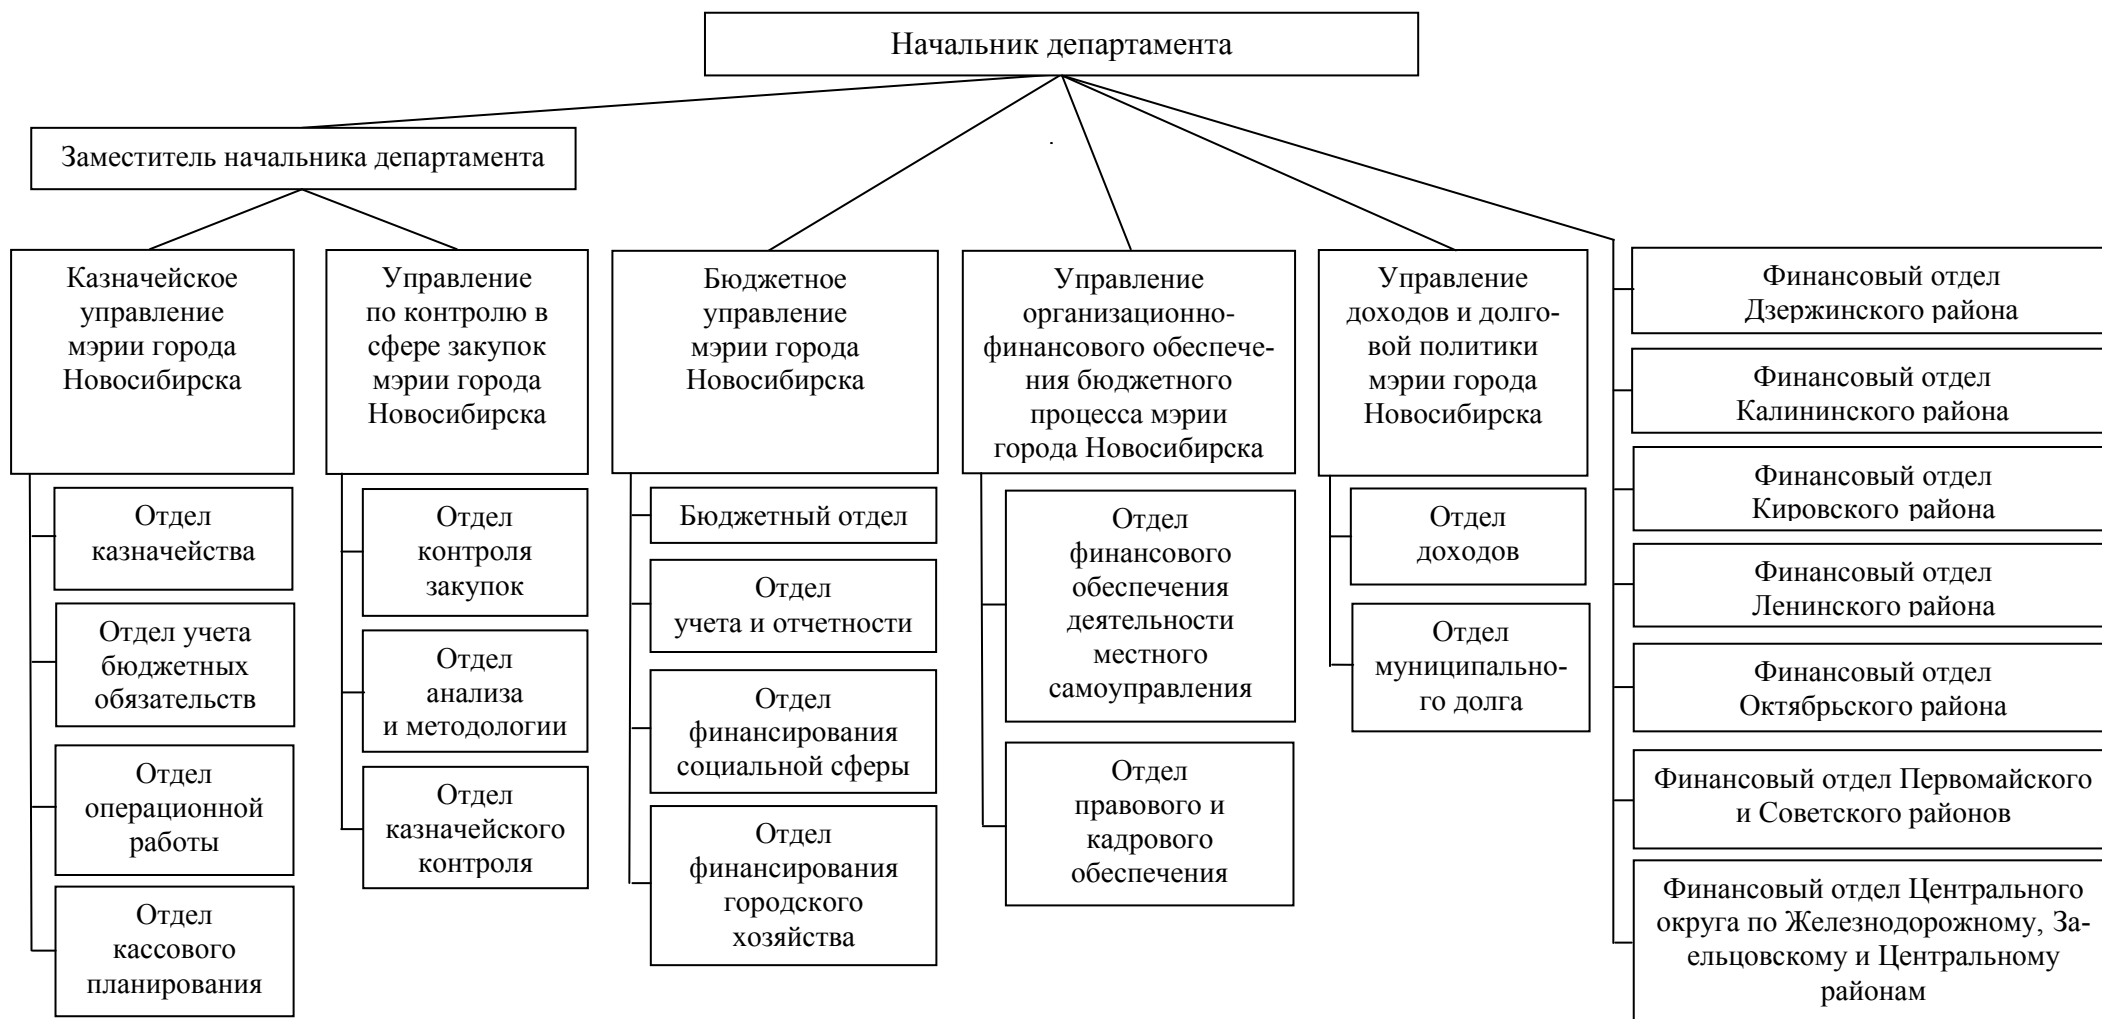 Начальник департамента
Заместитель начальника департамента
Казначейское
управление
мэрии города
Новосибирска
Отдел
казначейства
Отдел учета
бюджетных
обязательств
Отдел
операционной
работы
Отдел
кассового
планирования
Управление
по контролю в
сфере закупок
мэрии города
Новосибирска
Отдел
контроля
закупок
Отдел
анализа
и методологии
Отдел
казначейского
контроля
Бюджетное
управление
мэрии города
Новосибирска
Бюджетный отдел
Отдел
учета и отчетности
Отдел
финансирования
социальной сферы
Отдел
финансирования
городского
хозяйства
Управление
организационно-
финансового обеспече-
ния бюджетного
процесса мэрии
города Новосибирска
Отдел
финансового
обеспечения
деятельности
местного
самоуправления
Отдел
правового и
кадрового
обеспечения
Управление
доходов и долго-
вой политики
мэрии города
Новосибирска
Отдел
доходов
Отдел
муниципально-
го долга
Финансовый отдел
Дзержинского района
Финансовый отдел
Калининского района
Финансовый отдел
Кировского района
Финансовый отдел
Ленинского района
Финансовый отдел
Октябрьского района
Финансовый отдел Первомайского
и Советского районов
Финансовый отдел Центрального
округа по Железнодорожному, За-
ельцовскому и Центральному
районам